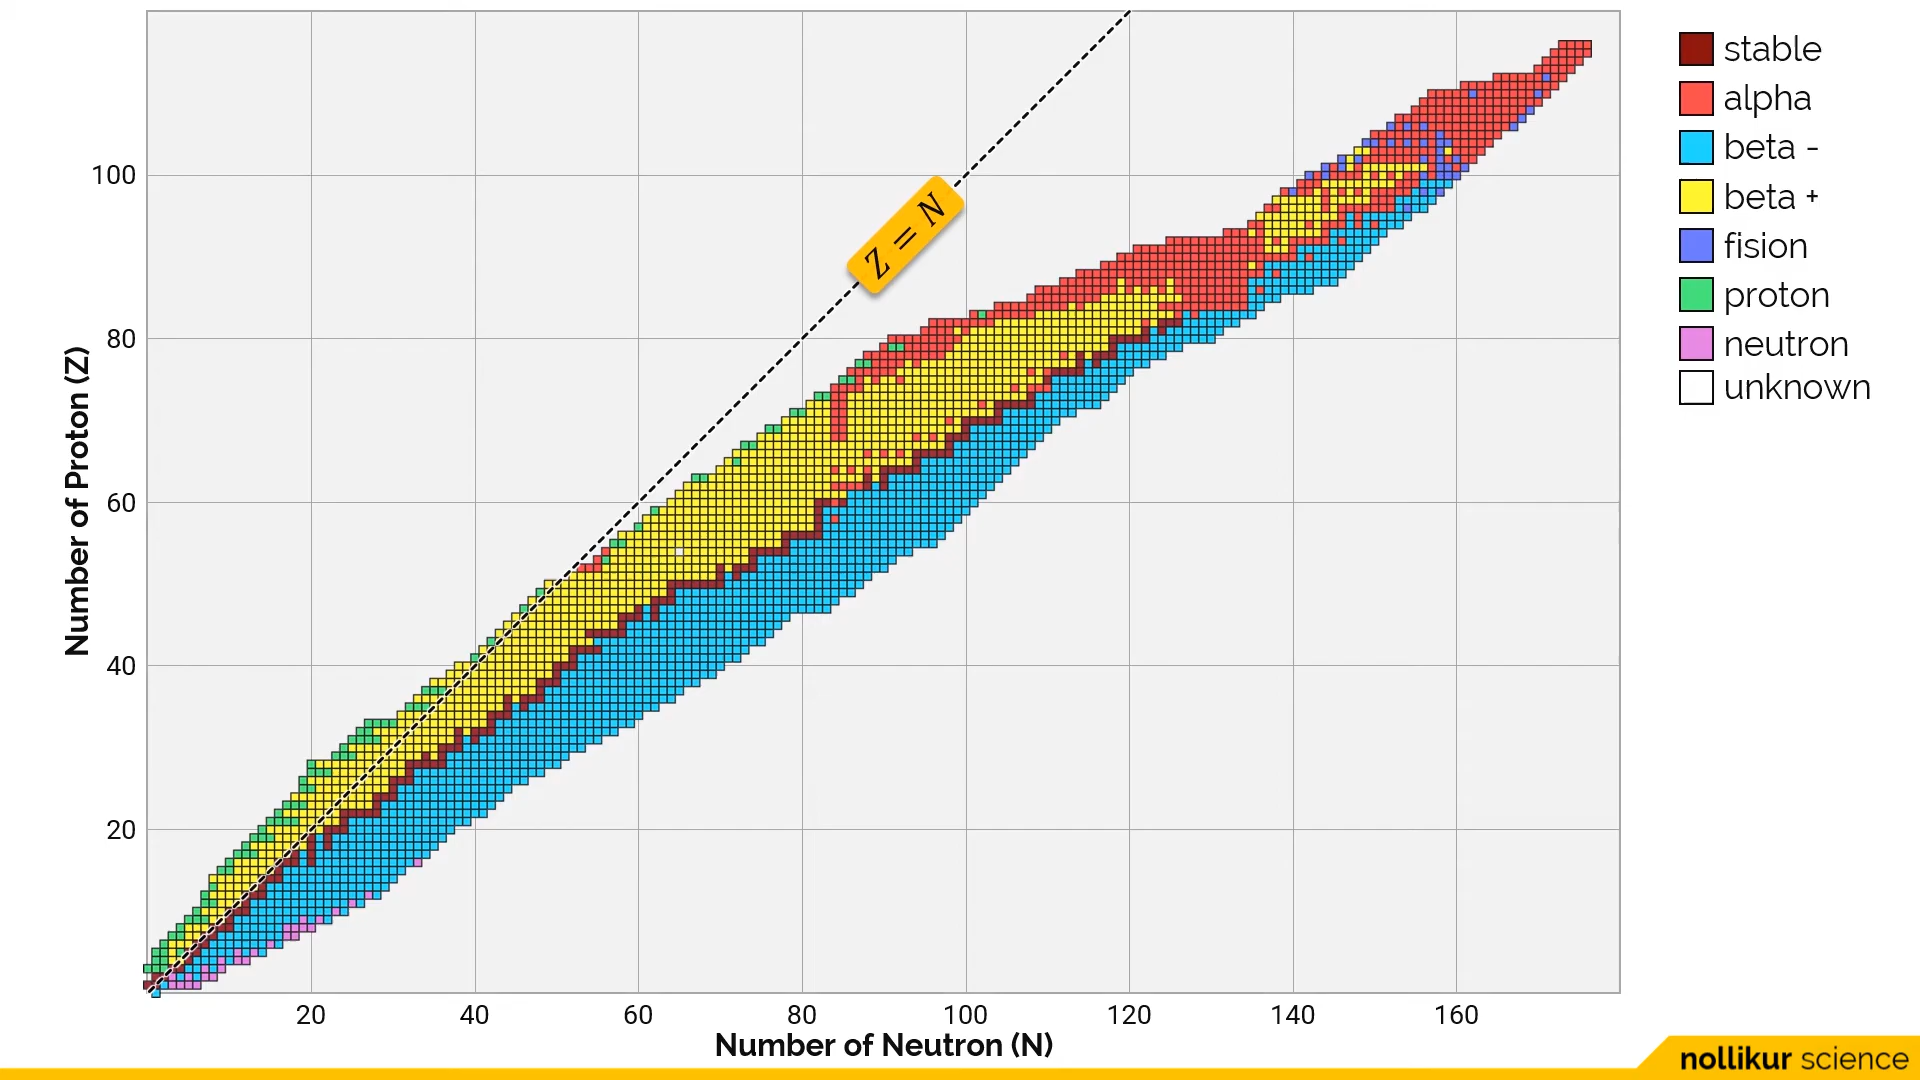 stable
alpha
beta -
beta +
fision
proton
neutron
unknown
Z = N
Number of Proton (Z)
100
80
60
40
20
20 40 60 80 100 120 140 160
Number of Neutron (N)
nollikur science